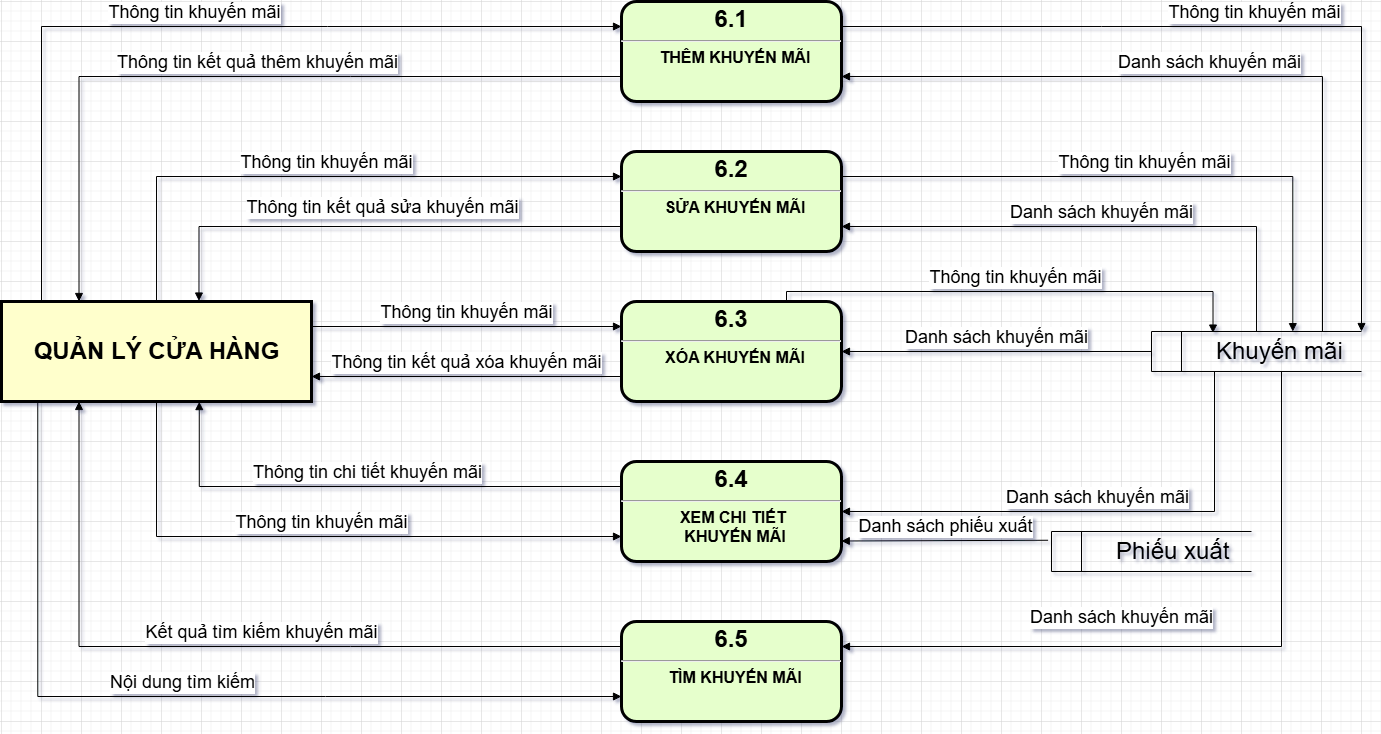 Thông tin khuyến mãi
6.1
Thông tin khuyến mãi
THÊM KHUYẾN MÃI
Thông tin kết quả thêm khuyến mãi
Danh sách khuyến mãi
Thông tin khuyến mãi
6.2
Thông tin khuyến mãi
Thông tin kết quả sửa khuyến mãi
SỬA KHUYẾN MÃI
Danh sách khuyến mãi
Thông tin khuyến mãi
Thông tin khuyến mãi
6.3
QUẢN LÝ CỬA HÀNG
Danh sách khuyến mãi
Khuyến mãi
Thông tin kết quả xóa khuyến mãi
XÓA KHUYẾN MÃI
Thông tin chi tiết khuyến mãi
6.4
Danh sách khuyến mãi
Thông tin khuyến mãi
XEM CHI TIẾT
KHUYẾN MÃI
Danh sách phiếu xuất
Phiếu xuất
Kết quả tìm kiếm khuyến mãi
6.5
Danh sách khuyến mãi
Nội dung tìm kiếm
TÌM KHUYẾN MÃI